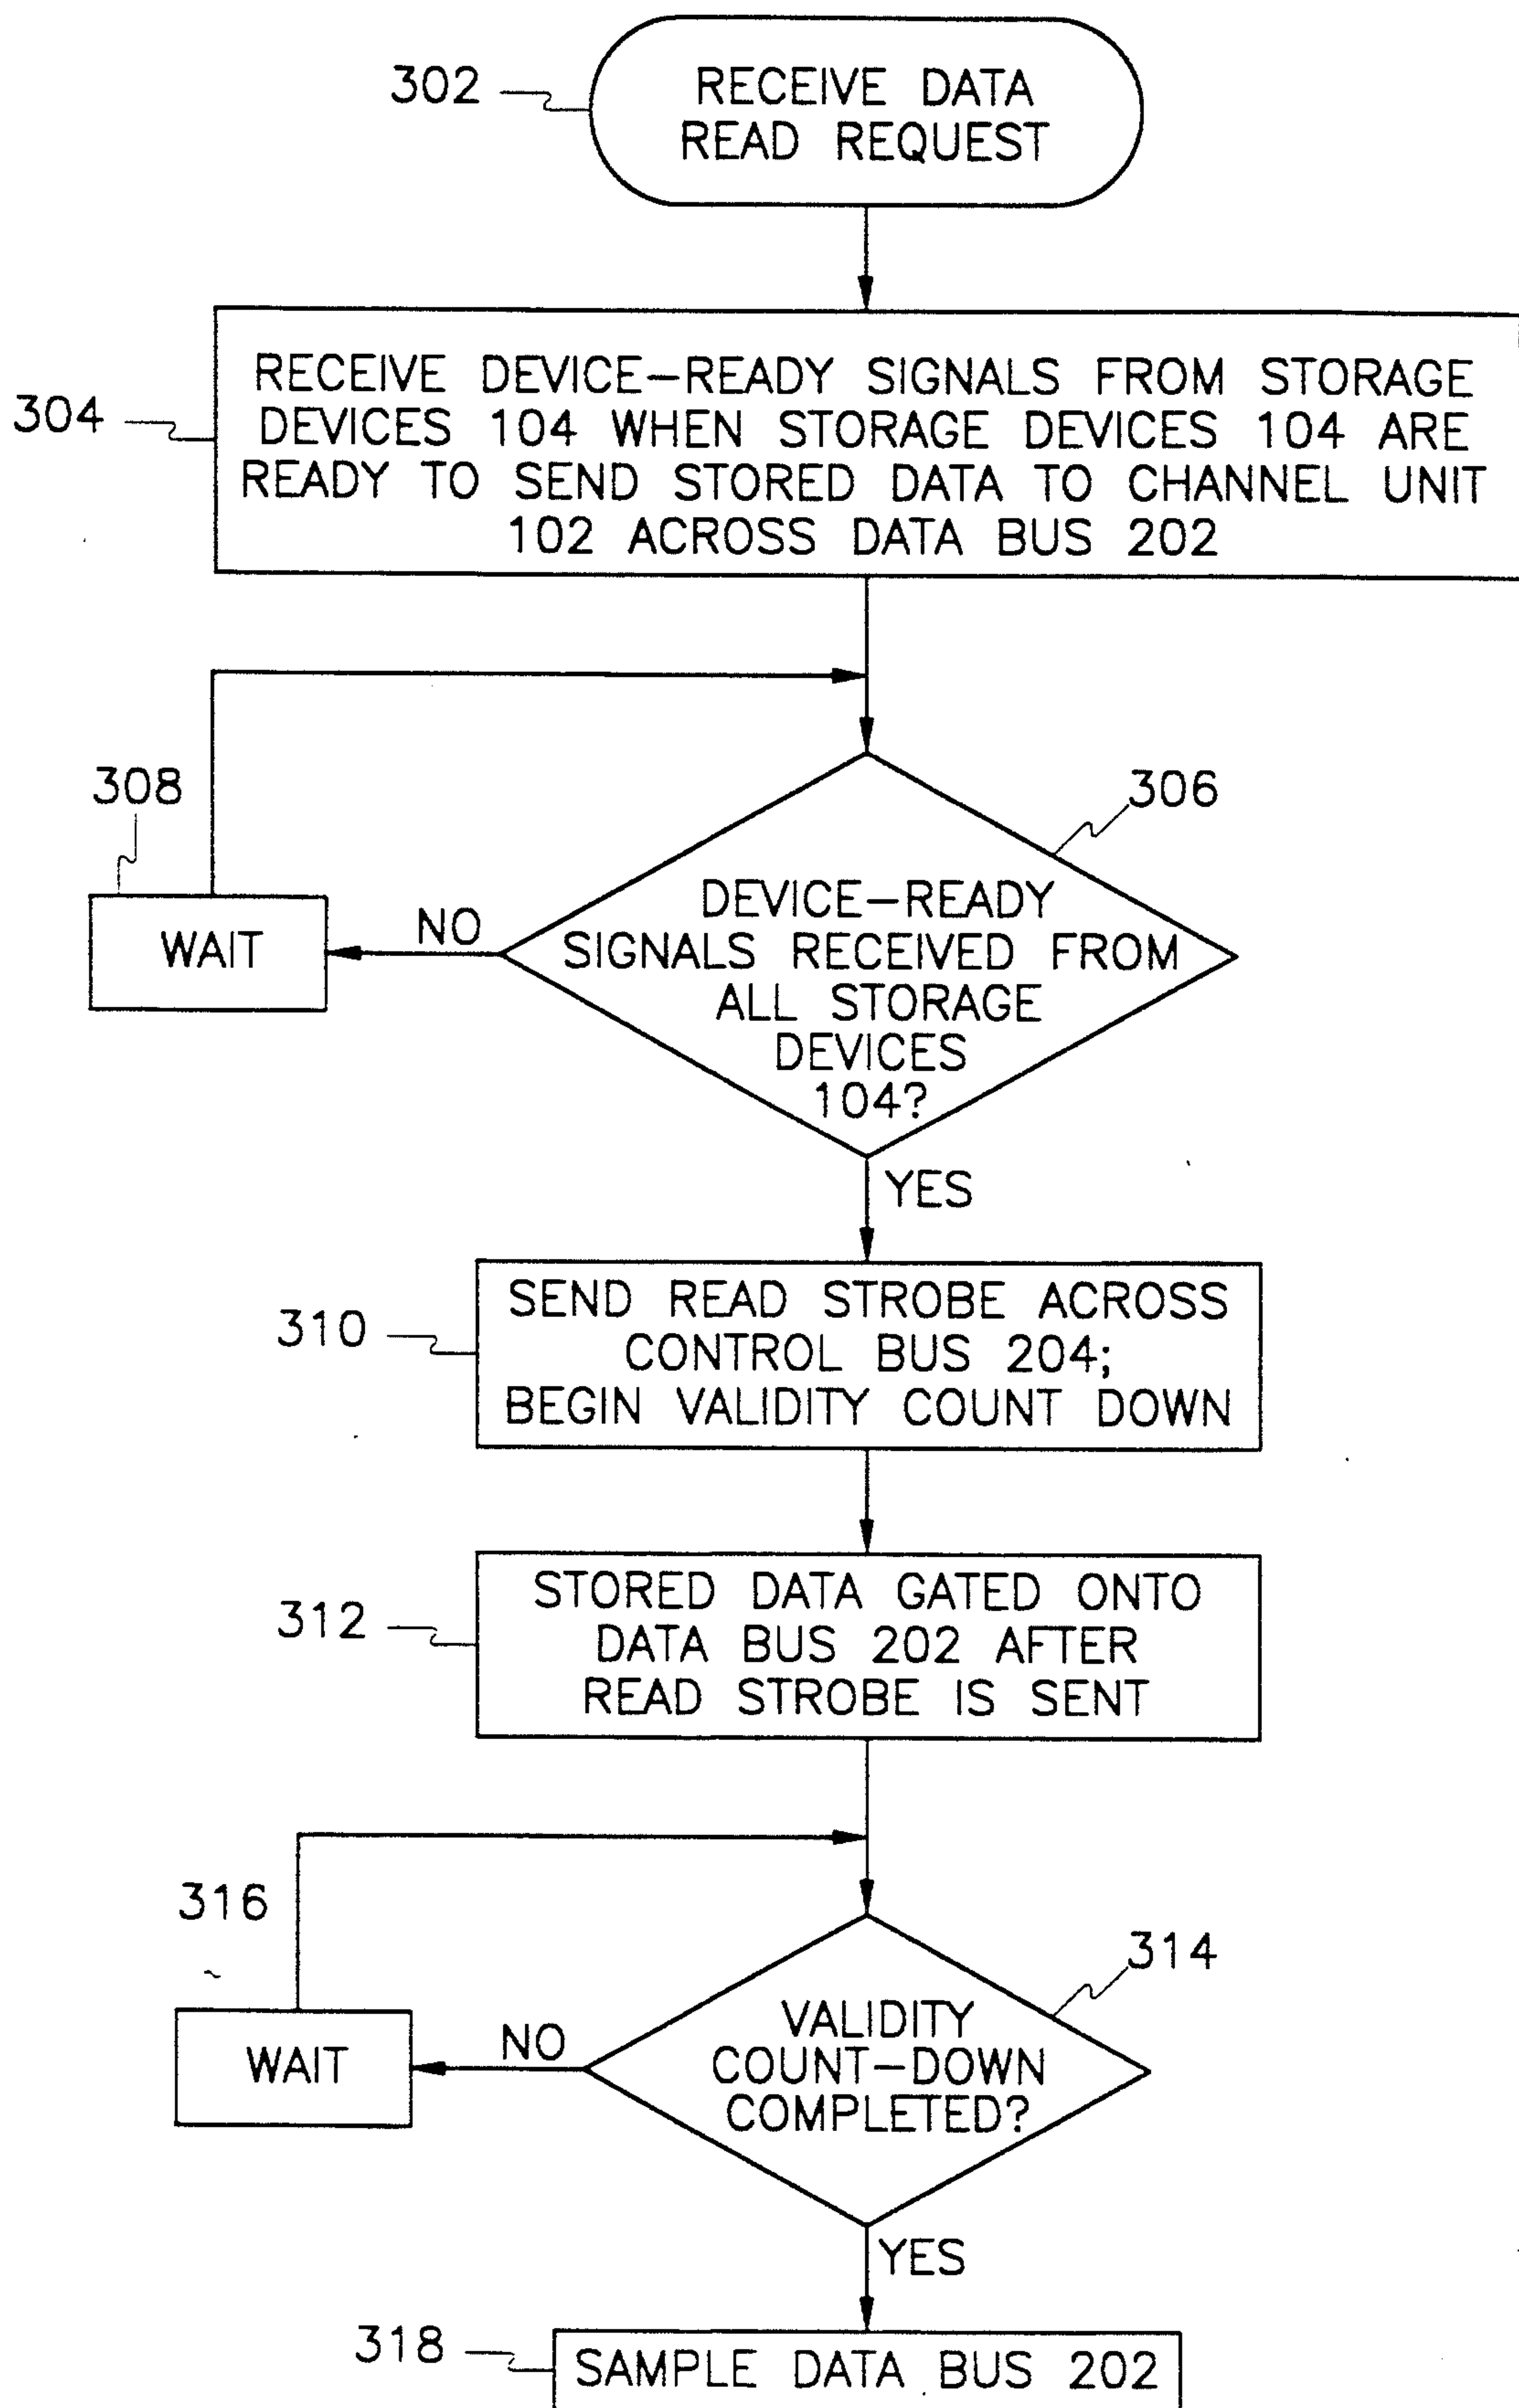 302
RECEIVE DATA
READ REQUEST
304
RECEIVE DEVICE-READY SIGNALS FROM STORAGE
DEVICES 104 WHEN STORAGE DEVICES 104 ARE
READY TO SEND STORED DATA TO CHANNEL UNIT
102 ACROSS DATA BUS 202
308
306
WAIT
NO
DEVICE-READY
SIGNALS RECEIVED FROM
ALL STORAGE
DEVICES
104?
YES
310
SEND READ STROBE ACROSS
CONTROL BUS 204;
BEGIN VALIDITY COUNT DOWN
312
STORED DATA GATED ONTO
DATA BUS 202 AFTER
READ STROBE IS SENT
316
314
WAIT
NO
VALIDITY
COUNT-DOWN
COMPLETED?
YES
318
SAMPLE DATA BUS 202